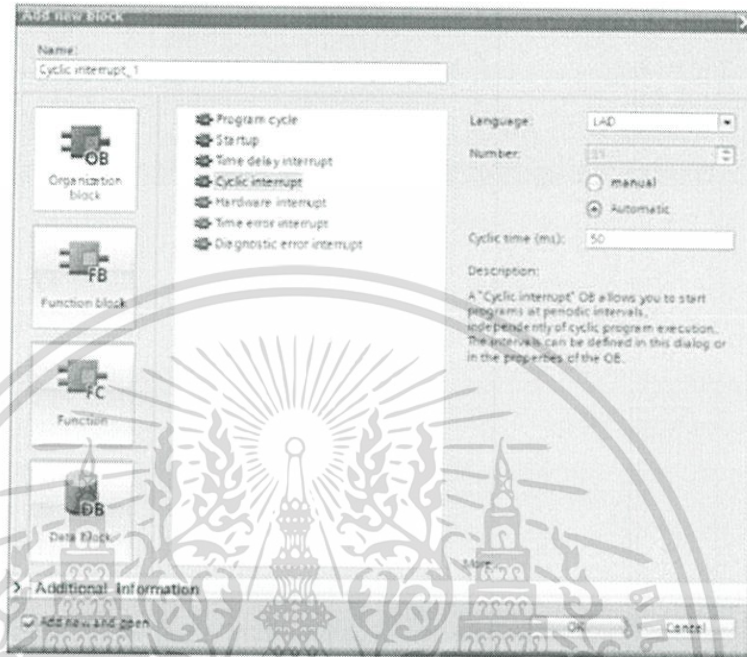 Add new block
Name:
Cyclic interrupt_1
OB
Organization
block
FB
Function block
FC
Function
DB
Data block
Program cycle
Startup
Time delay interrupt
Cyclic interrupt
Hardware interrupt
Time error interrupt
Diagnostic error interrupt
Language:
LAD
Number:
manual
Automatic
Cyclic time (ms):
50
Description:
A "Cyclic interrupt" OB allows you to start
programs at periodic intervals,
independently of cyclic program execution.
The intervals can be defined in this dialog or
in the properties of the OB.
More...
Additional information
Add new and open
OK
Cancel